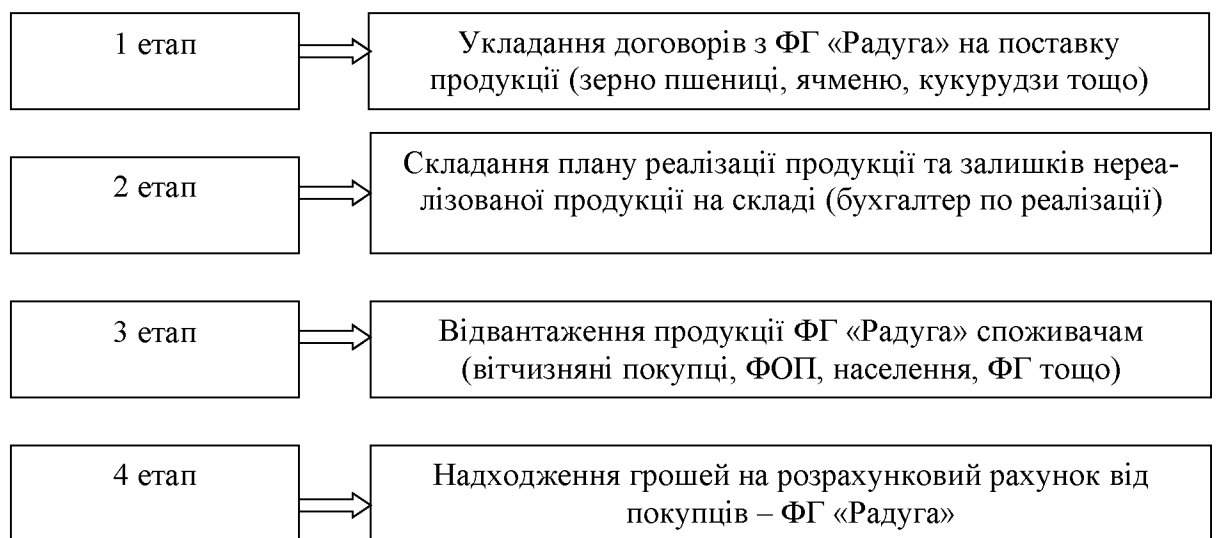 1 етап
Укладання договорів з ФГ «Радуга» на поставку
продукції (зерно пшениці, ячменю, кукурудзи тощо)
2 етап
Складання плану реалізації продукції та залишків нереа-
лізованої продукції на складі (бухгалтер по реалізації)
3 етап
Відвантаження продукції ФГ «Радуга» споживачам
(вітчизняні покупці, ФОП, населення, ФГ тощо)
4 етап
Надходження грошей на розрахунковий рахунок від
покупців – ФГ «Радуга»